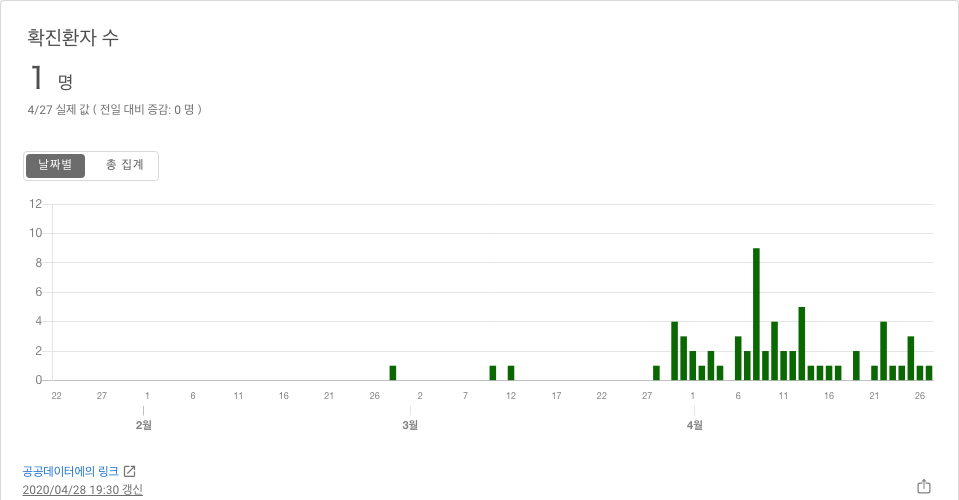 확진환자 수
1 명
4/27 실제 값 ( 전일 대비 증감: 0 명 )
날짜별 총 집계
12
10
8
6
4
2
0
22 27 1 6 11 16 21 26 2 7 12 17 22 27 1 6 11 16 21 26
2월 3월 4월
공공데이터에의 링크
2020/04/28 19:30 갱신